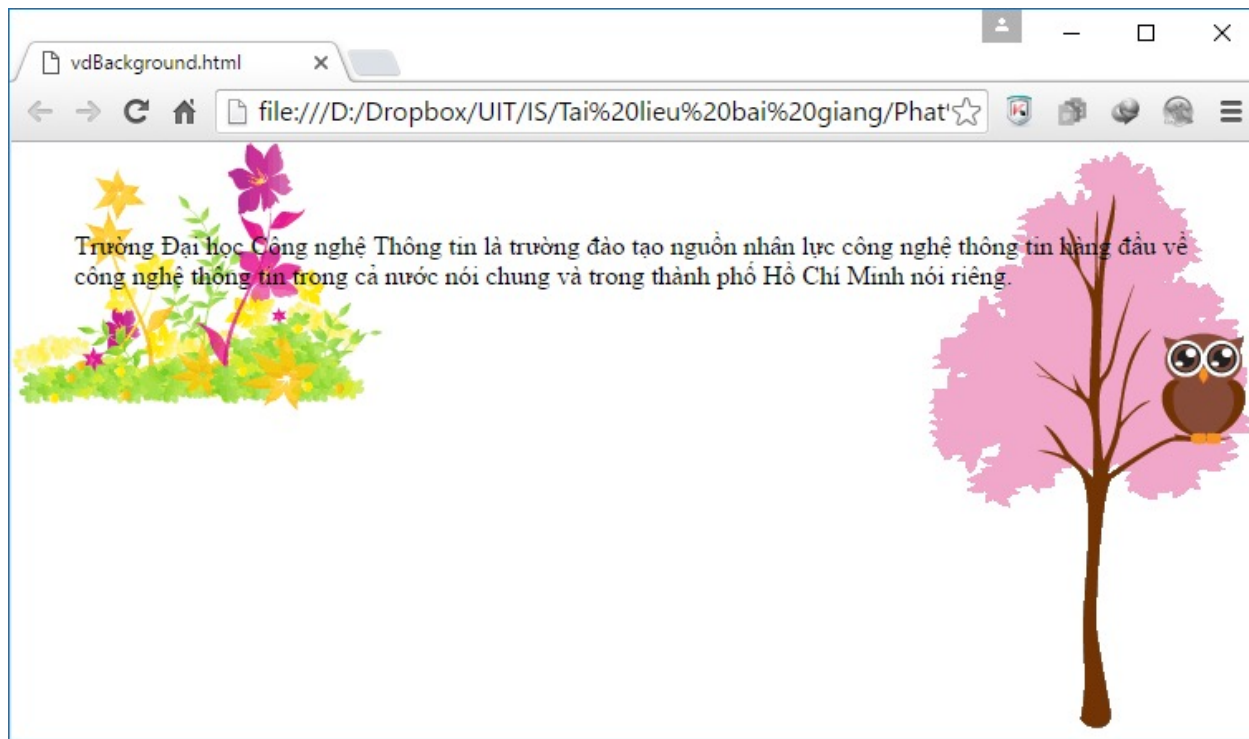 vdBackground.html
file:///D:/Dropbox/UIT/IS/Tai%20lieu%20bai%20giang/Phat'
Trường Đại học Công nghệ Thông tin là trường đào tạo nguồn nhân lực công nghệ thông tin hàng đầu về
công nghệ thông tin trong cả nước nói chung và trong thành phố Hồ Chí Minh nói riêng.